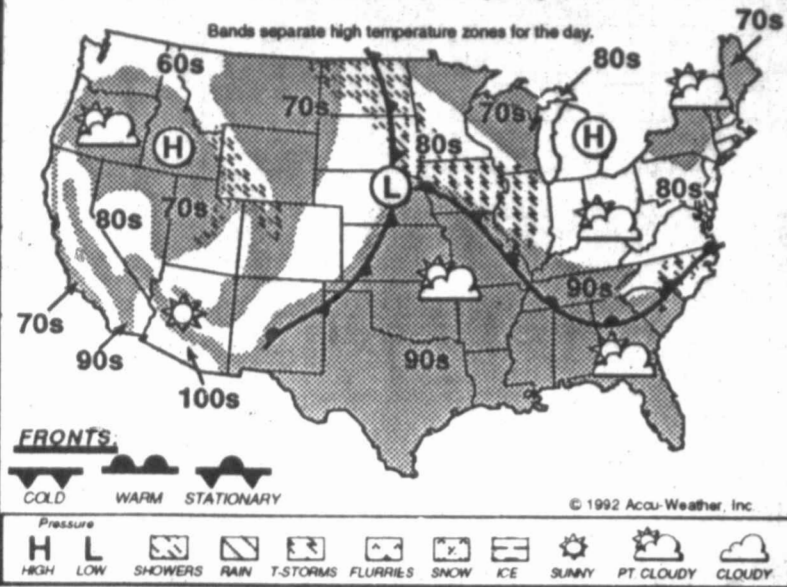 Bands separate high temperature zones for the day.
70s
60s
80s
70s
70s
80s
H
H
L
80s
80s
70s
90s
70s
90s
90s
100s
FRONTS:
COLD WARM STATIONARY
© 1992 Accu-Weather, Inc.
Pressure
H L
HIGH LOW SHOWERS RAIN T-STORMS FLURRIES SNOW ICE SUNNY PT. CLOUDY CLOUDY